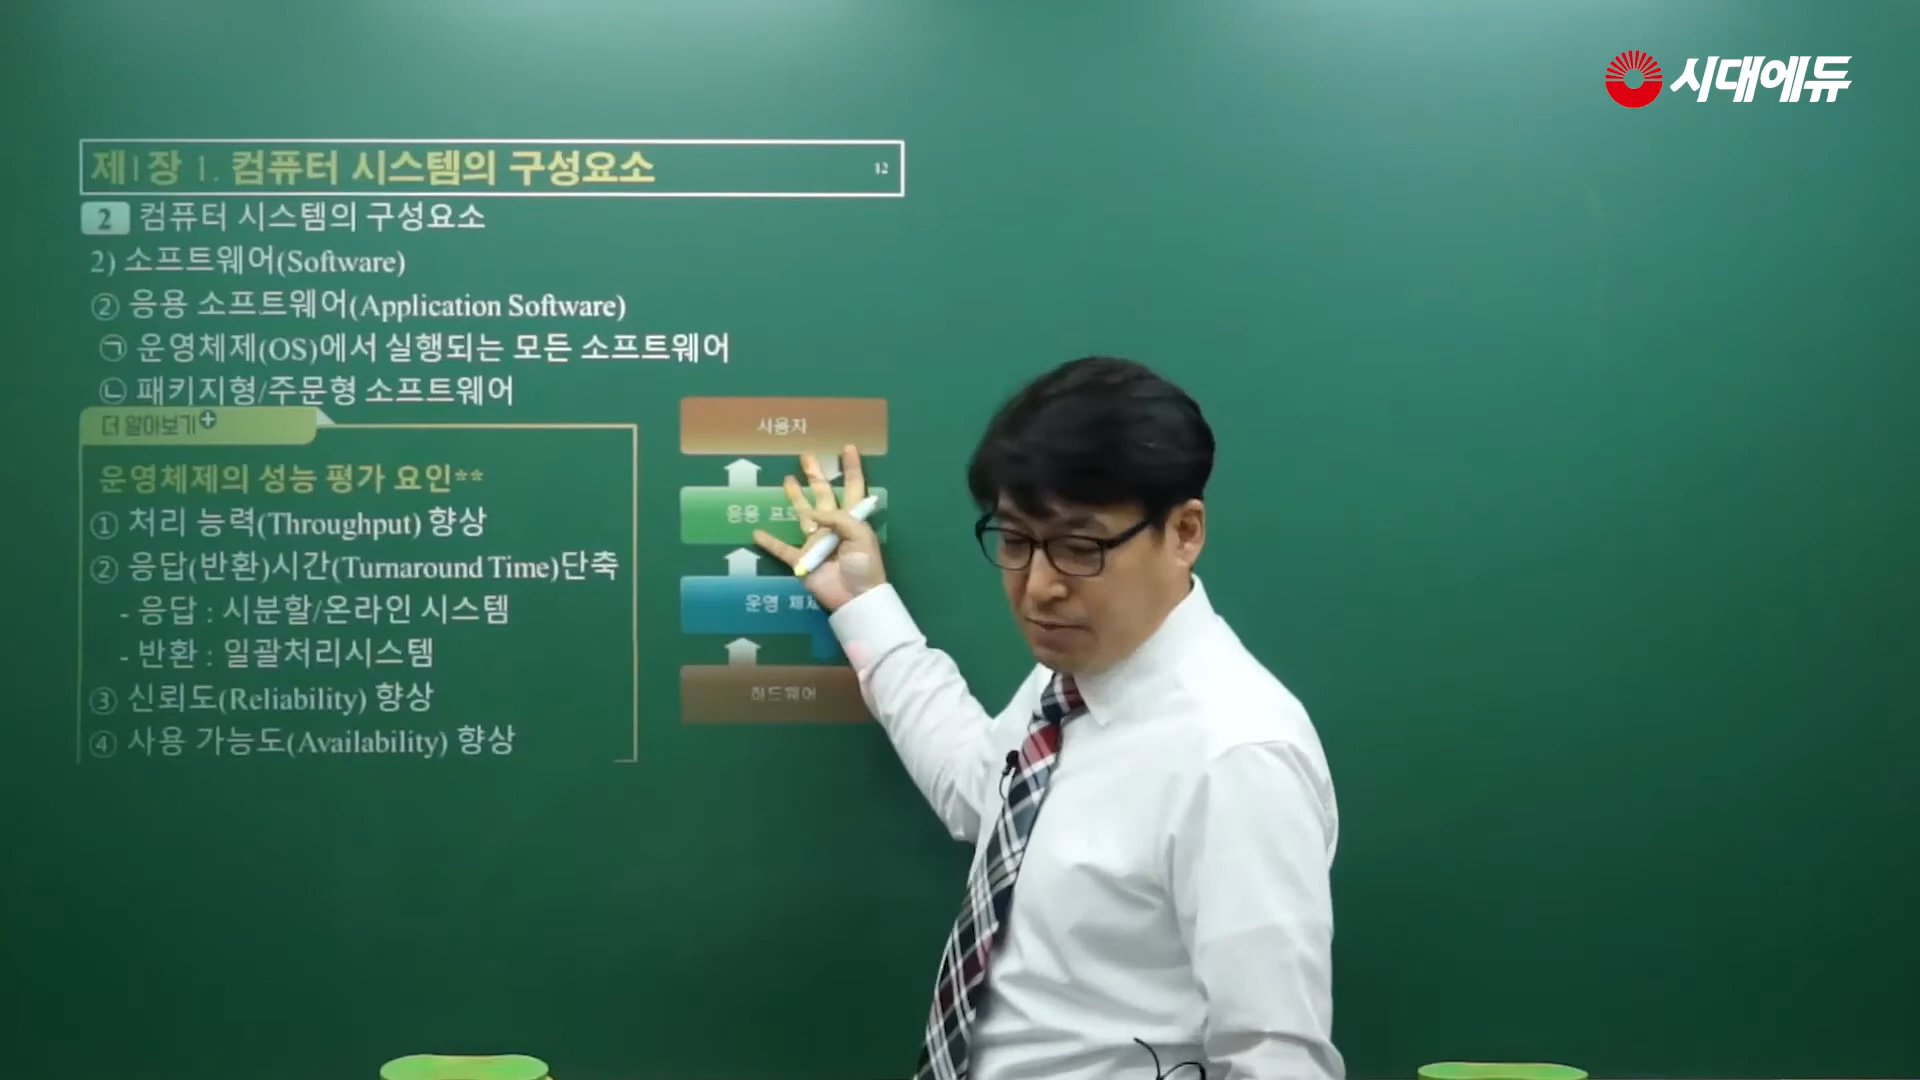 시대에듀
제1장 1. 컴퓨터 시스템의 구성요소
12
2 컴퓨터 시스템의 구성요소
2) 소프트웨어(Software)
② 응용 소프트웨어(Application Software)
㉠ 운영체제(OS)에서 실행되는 모든 소프트웨어
㉡ 패키지형/주문형 소프트웨어
더 알아보기+
운영체제의 성능 평가 요인**
① 처리 능력(Throughput) 향상
② 응답(반환)시간(Turnaround Time)단축
- 응답 : 시분할/온라인 시스템
- 반환 : 일괄처리시스템
③ 신뢰도(Reliability) 향상
④ 사용 가능도(Availability) 향상
사용자
응용
운영 체제
하드웨어